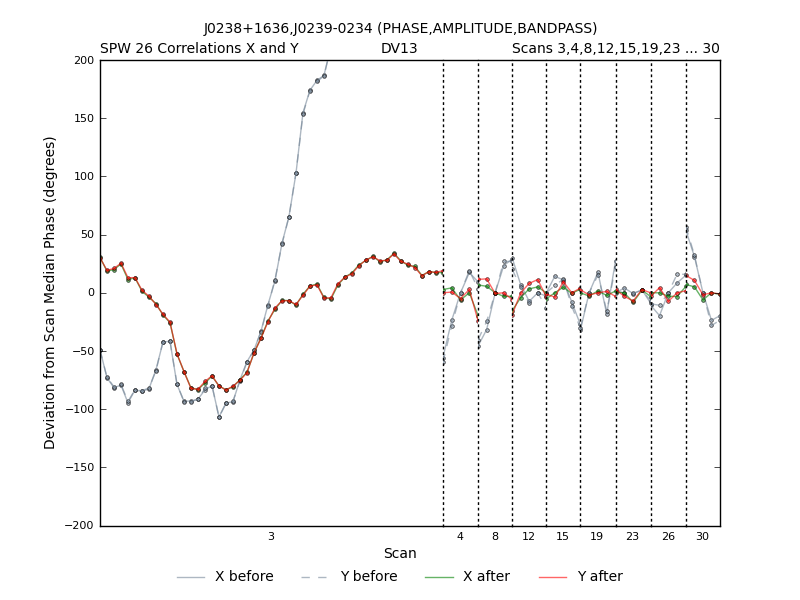 J0238+1636,J0239-0234 (PHASE,AMPLITUDE,BANDPASS)
SPW 26 Correlations X and Y DV13 Scans 3,4,8,12,15,19,23 ... 30
200
150
100
50
0
−50
−100
−150
−200
Deviation from Scan Median Phase (degrees)
3 4 8 12 15 19 23 26 30
Scan
X before Y before X after Y after